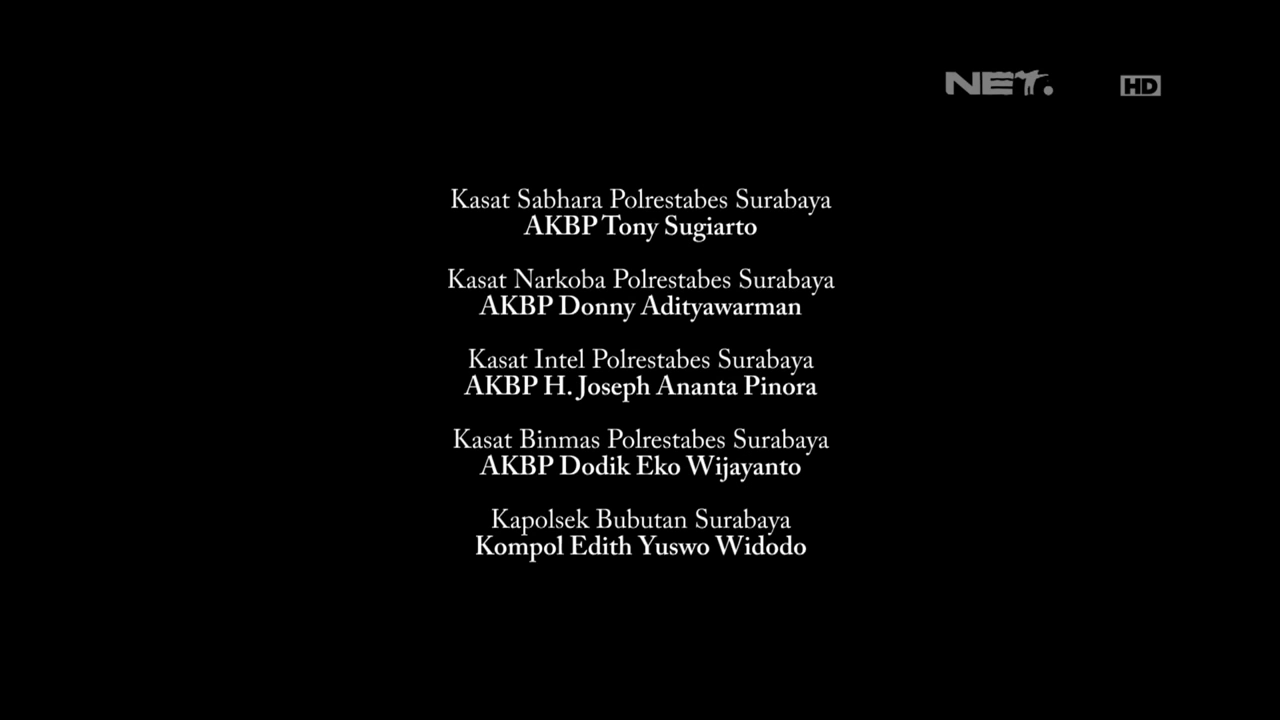 NET.
HD
Kasat Sabhara Polrestabes Surabaya
AKBP Tony Sugiarto
Kasat Narkoba Polrestabes Surabaya
AKBP Donny Adityawarman
Kasat Intel Polrestabes Surabaya
AKBP H. Joseph Ananta Pinora
Kasat Binmas Polrestabes Surabaya
AKBP Dodik Eko Wijayanto
Kapolsek Bubutan Surabaya
Kompol Edith Yuswo Widodo